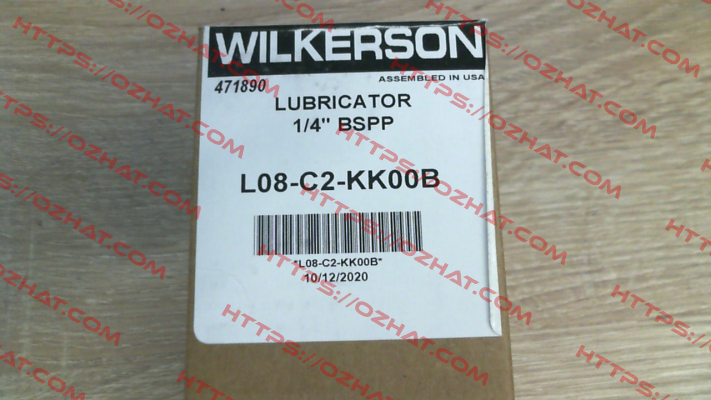 WILKERSON
471890
ASSEMBLED IN USA
LUBRICATOR
1/4" BSPP
L08-C2-KK00B
*L08-C2-KK00B*
10/12/2020
HTTPS://OZHAT.COM